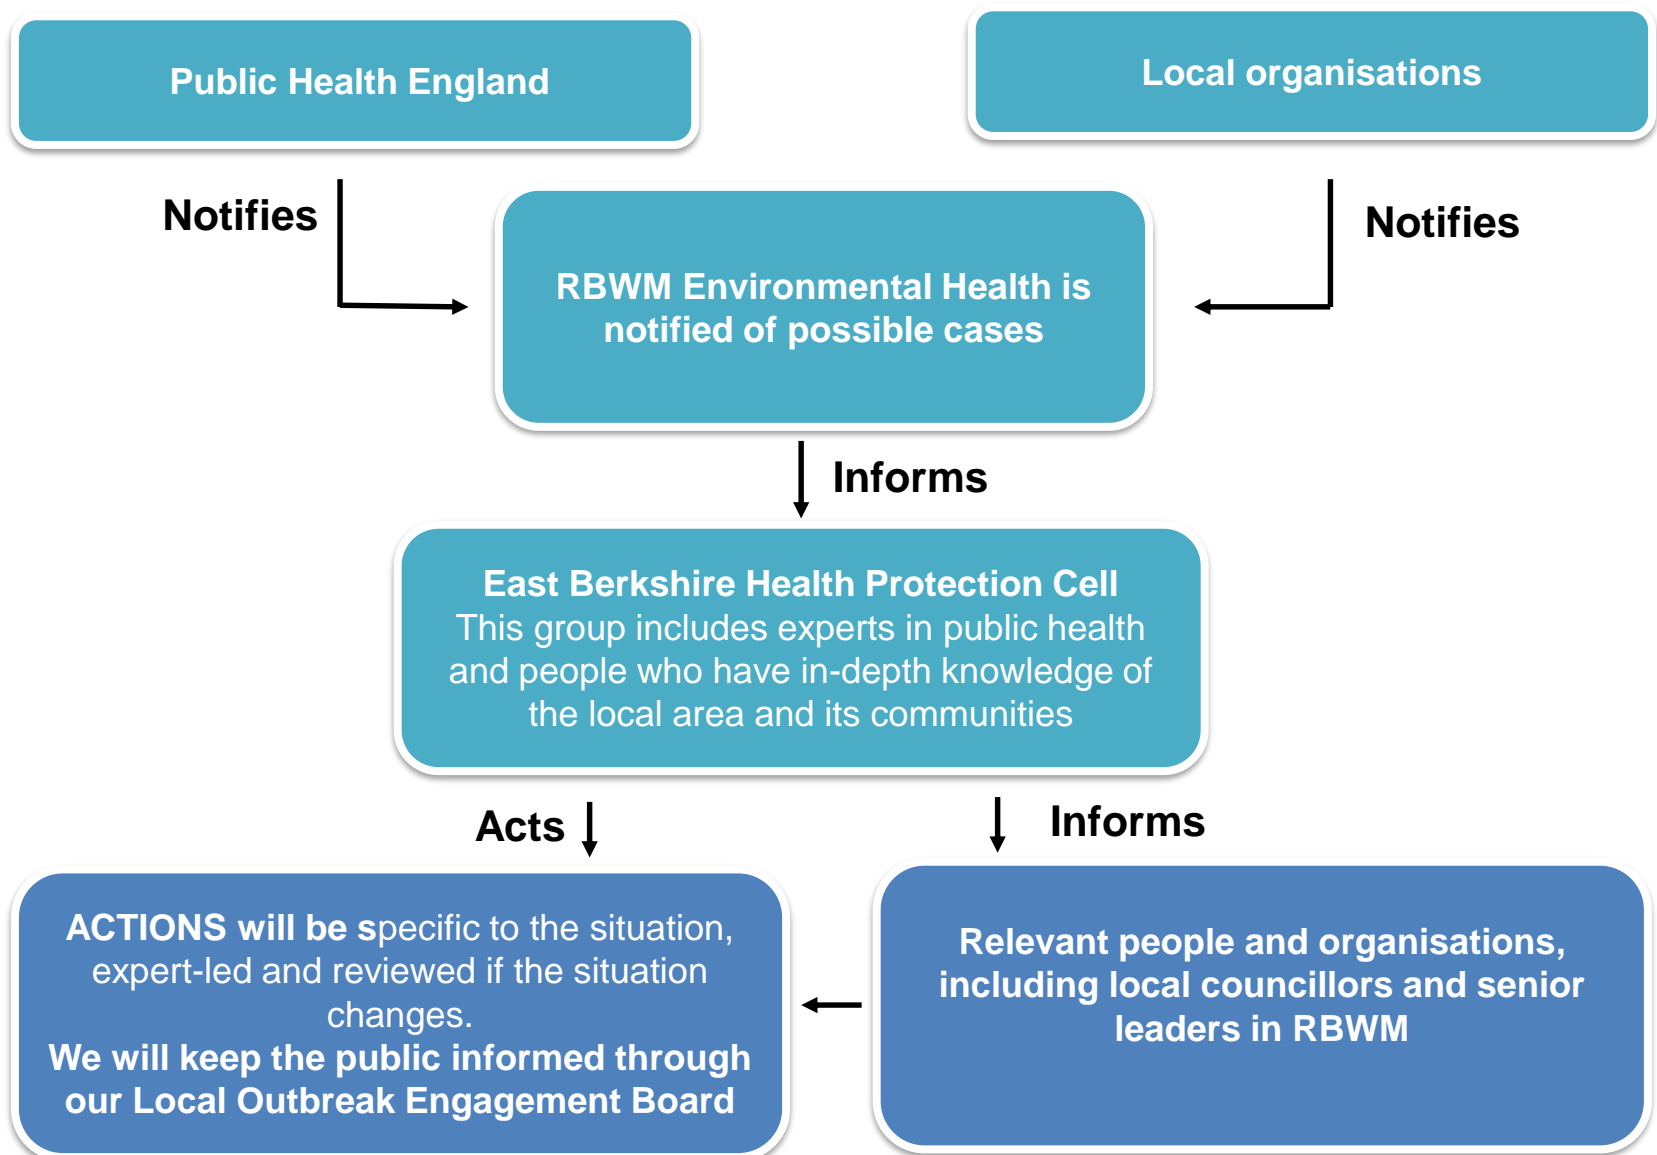 Public Health England
Local organisations
Notifies
Notifies
RBWM Environmental Health is
notified of possible cases
Informs
East Berkshire Health Protection Cell
This group includes experts in public health
and people who have in-depth knowledge of
the local area and its communities
Acts
Informs
ACTIONS will be specific to the situation,
expert-led and reviewed if the situation
changes.
We will keep the public informed through
our Local Outbreak Engagement Board
Relevant people and organisations,
including local councillors and senior
leaders in RBWM